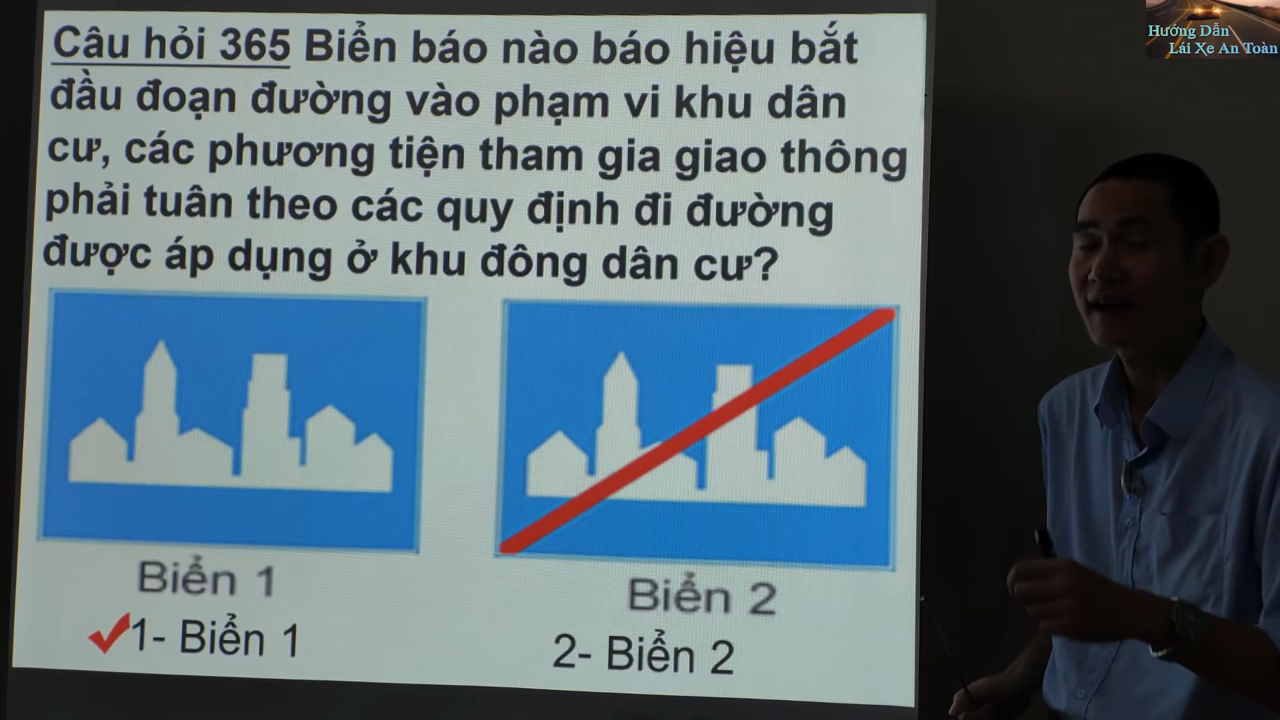 Hướng Dẫn
Lái Xe An Toàn
Câu hỏi 365 Biển báo nào báo hiệu bắt
đầu đoạn đường vào phạm vi khu dân
cư, các phương tiện tham gia giao thông
phải tuân theo các quy định đi đường
được áp dụng ở khu đông dân cư?
Biển 1
Biển 2
1- Biển 1
2- Biển 2